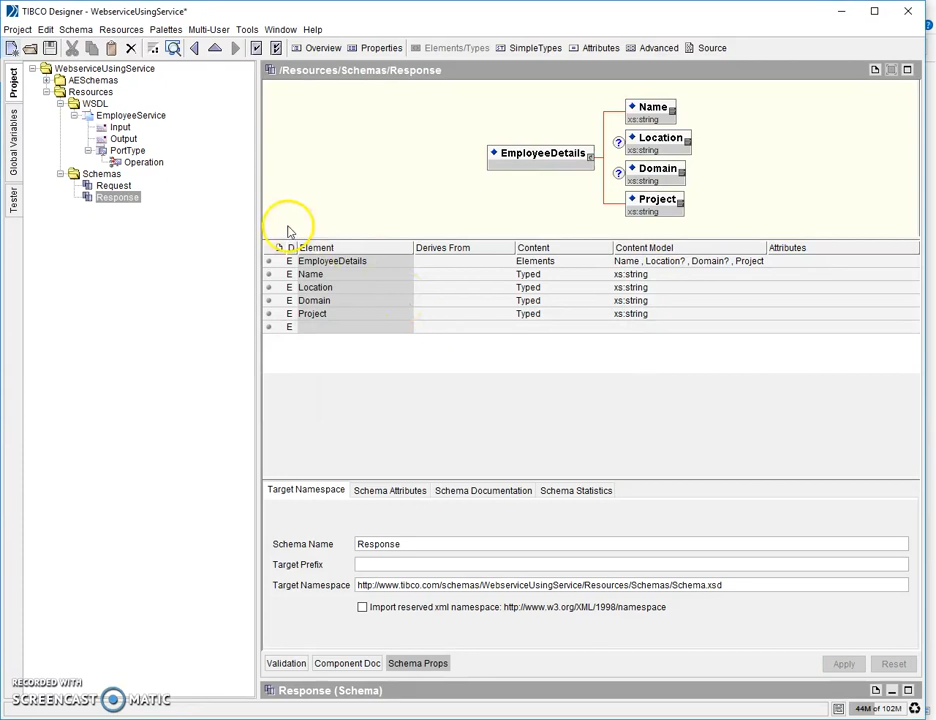 TIBCO Designer - WebserviceUsingService*
Project Edit Schema Resources Palettes Multi-User Tools Window Help
Overview Properties Elements/Types SimpleTypes Attributes Advanced Source
Project
Global Variables
Tester
WebserviceUsingService
AESchemas
Resources
WSDL
EmployeeService
Input
Output
PortType
Operation
Schemas
Request
Response
/Resources/Schemas/Response
EmployeeDetails
Name
xs:string
? Location
xs:string
? Domain
xs:string
Project
xs:string
D Element Derives From Content Content Model Attributes
E EmployeeDetails Elements Name , Location? , Domain? , Project
E Name Typed xs:string
E Location Typed xs:string
E Domain Typed xs:string
E Project Typed xs:string
E
Target Namespace Schema Attributes Schema Documentation Schema Statistics
Schema Name Response
Target Prefix
Target Namespace http://www.tibco.com/schemas/WebserviceUsingService/Resources/Schemas/Schema.xsd
Import reserved xml namespace: http://www.w3.org/XML/1998/namespace
Validation Component Doc Schema Props Apply Reset
Response (Schema)
44M of 102M
RECORDED WITH
SCREENCAST MATIC